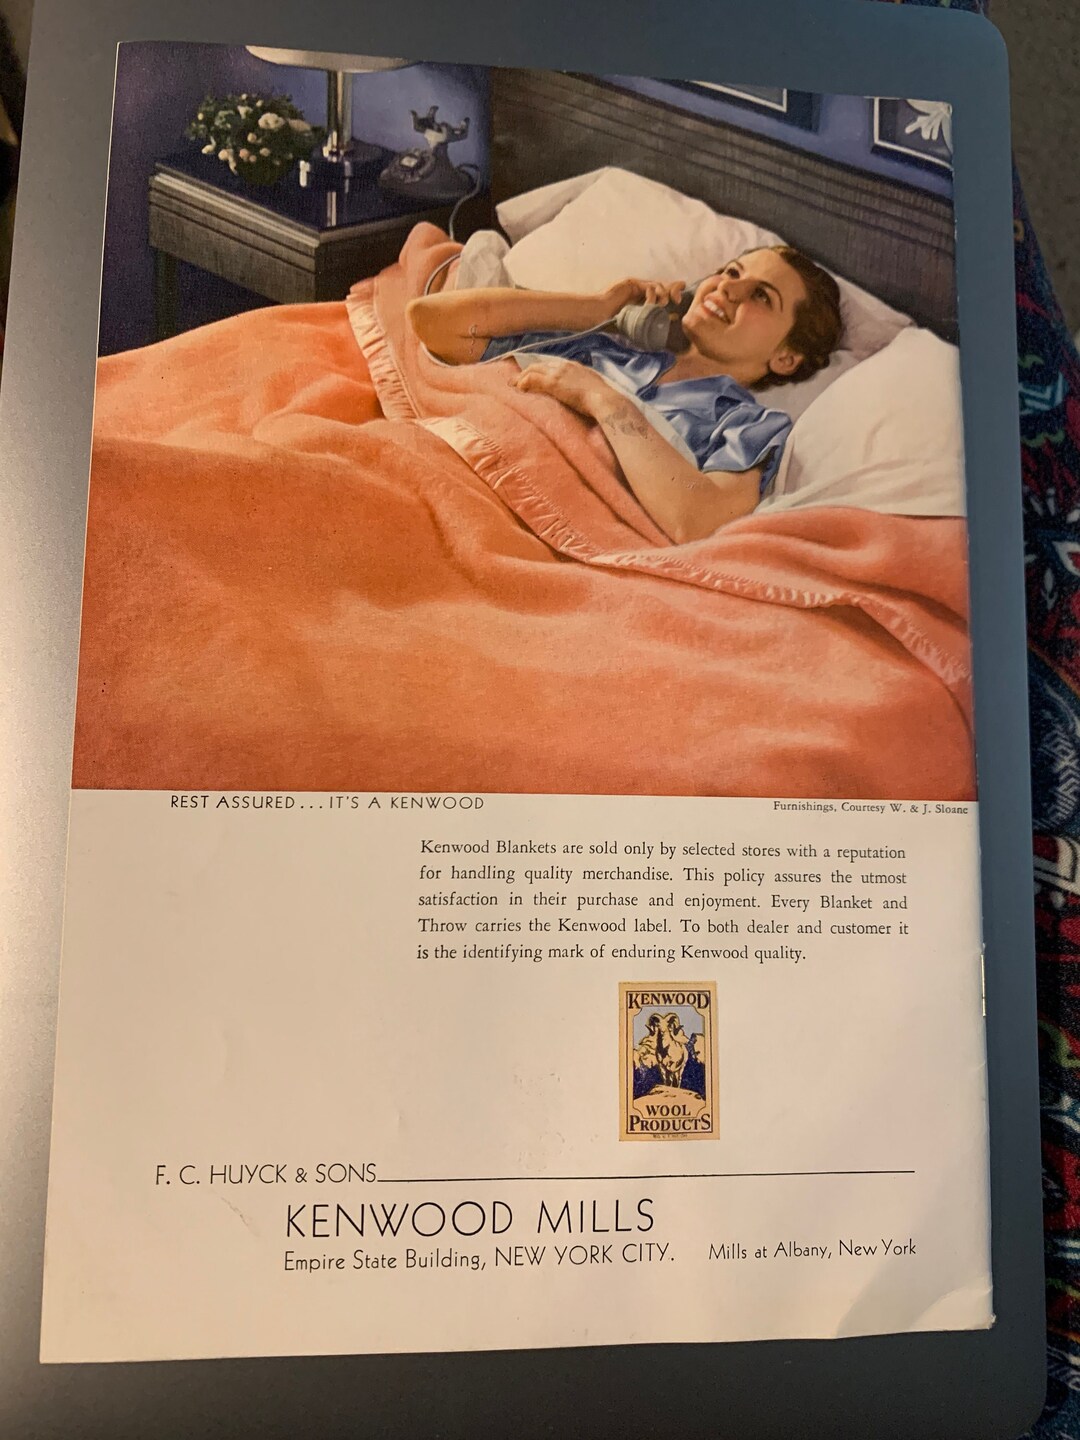 REST ASSURED... IT'S A KENWOOD
Furnishings, Courtesy W. & J. Sloane
Kenwood Blankets are sold only by selected stores with a reputation
for handling quality merchandise. This policy assures the utmost
satisfaction in their purchase and enjoyment. Every Blanket and
Throw carries the Kenwood label. To both dealer and customer it
is the identifying mark of enduring Kenwood quality.
KENWOOD
WOOL
PRODUCTS
F. C. HUYCK & SONS
KENWOOD MILLS
Empire State Building, NEW YORK CITY. Mills at Albany, New York